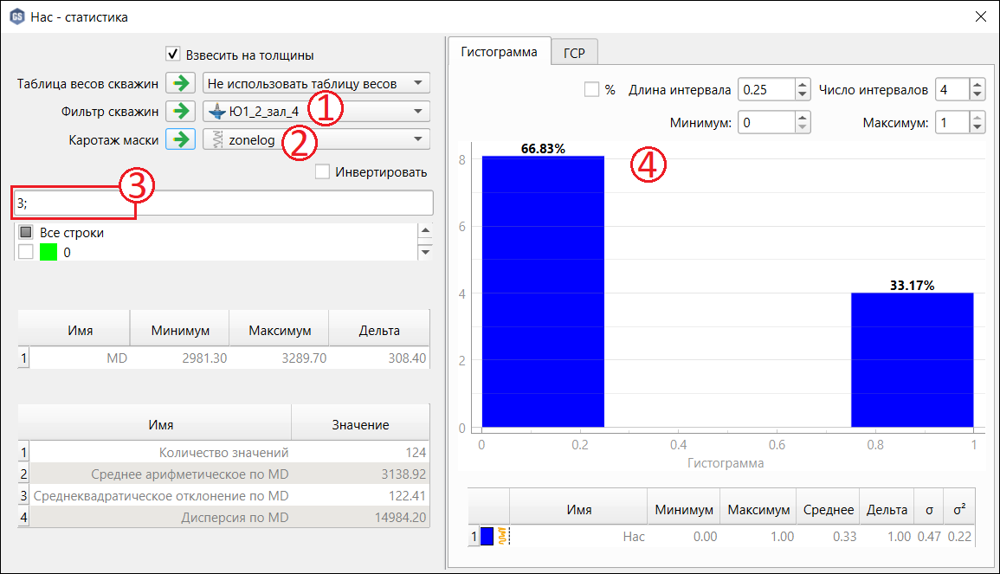 GS Нас - статистика
Взвесить на толщины
Таблица весов скважин Не использовать таблицу весов
Фильтр скважин Ю1_2_зал_4 1
Каротаж маски zonelog 2
Инвертировать
3
3;
Все строки
0
Имя Минимум Максимум Дельта
1 MD 2981.30 3289.70 308.40
Имя Значение
1 Количество значений 124
2 Среднее арифметическое по MD 3138.92
3 Среднеквадратическое отклонение по MD 122.41
4 Дисперсия по MD 14984.20
Гистограмма ГСР
% Длина интервала 0.25 Число интервалов 4
Минимум: 0 Максимум: 1
4
66.83%
33.17%
8
6
4
2
0
0 0.2 0.4 0.6 0.8 1
Гистограмма
Имя Минимум Максимум Среднее Дельта σ σ²
1 Нас 0.00 1.00 0.33 1.00 0.47 0.22